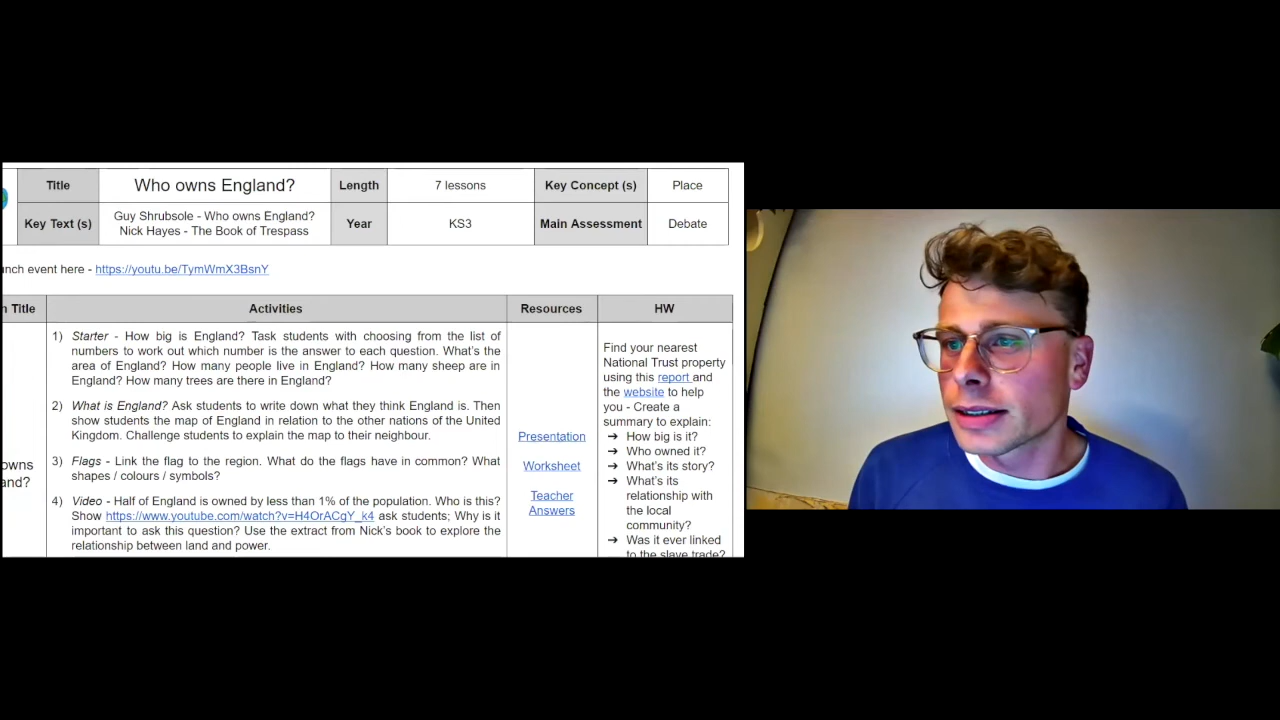 Title
Who owns England?
Length
7 lessons
Key Concept (s)
Place
Key Text (s)
Guy Shrubsole - Who owns England?
Nick Hayes - The Book of Trespass
Year
KS3
Main Assessment
Debate
nch event here - https://youtu.be/TymWmX3BsnY
n Title
Activities
Resources
HW
owns
and?
1) Starter - How big is England? Task students with choosing from the list of
numbers to work out which number is the answer to each question. What's the
area of England? How many people live in England? How many sheep are in
England? How many trees are there in England?
2) What is England? Ask students to write down what they think England is. Then
show students the map of England in relation to the other nations of the United
Kingdom. Challenge students to explain the map to their neighbour.
3) Flags - Link the flag to the region. What do the flags have in common? What
shapes / colours / symbols?
4) Video - Half of England is owned by less than 1% of the population. Who is this?
Show https://www.youtube.com/watch?v=H4OrACgY_k4 ask students; Why is it
important to ask this question? Use the extract from Nick's book to explore the
relationship between land and power.
Presentation
Worksheet
Teacher
Answers
Find your nearest
National Trust property
using this report and
the website to help
you - Create a
summary to explain:
➔ How big is it?
➔ Who owned it?
➔ What's its story?
➔ What's its
relationship with
the local
community?
➔ Was it ever linked
to the slave trade?